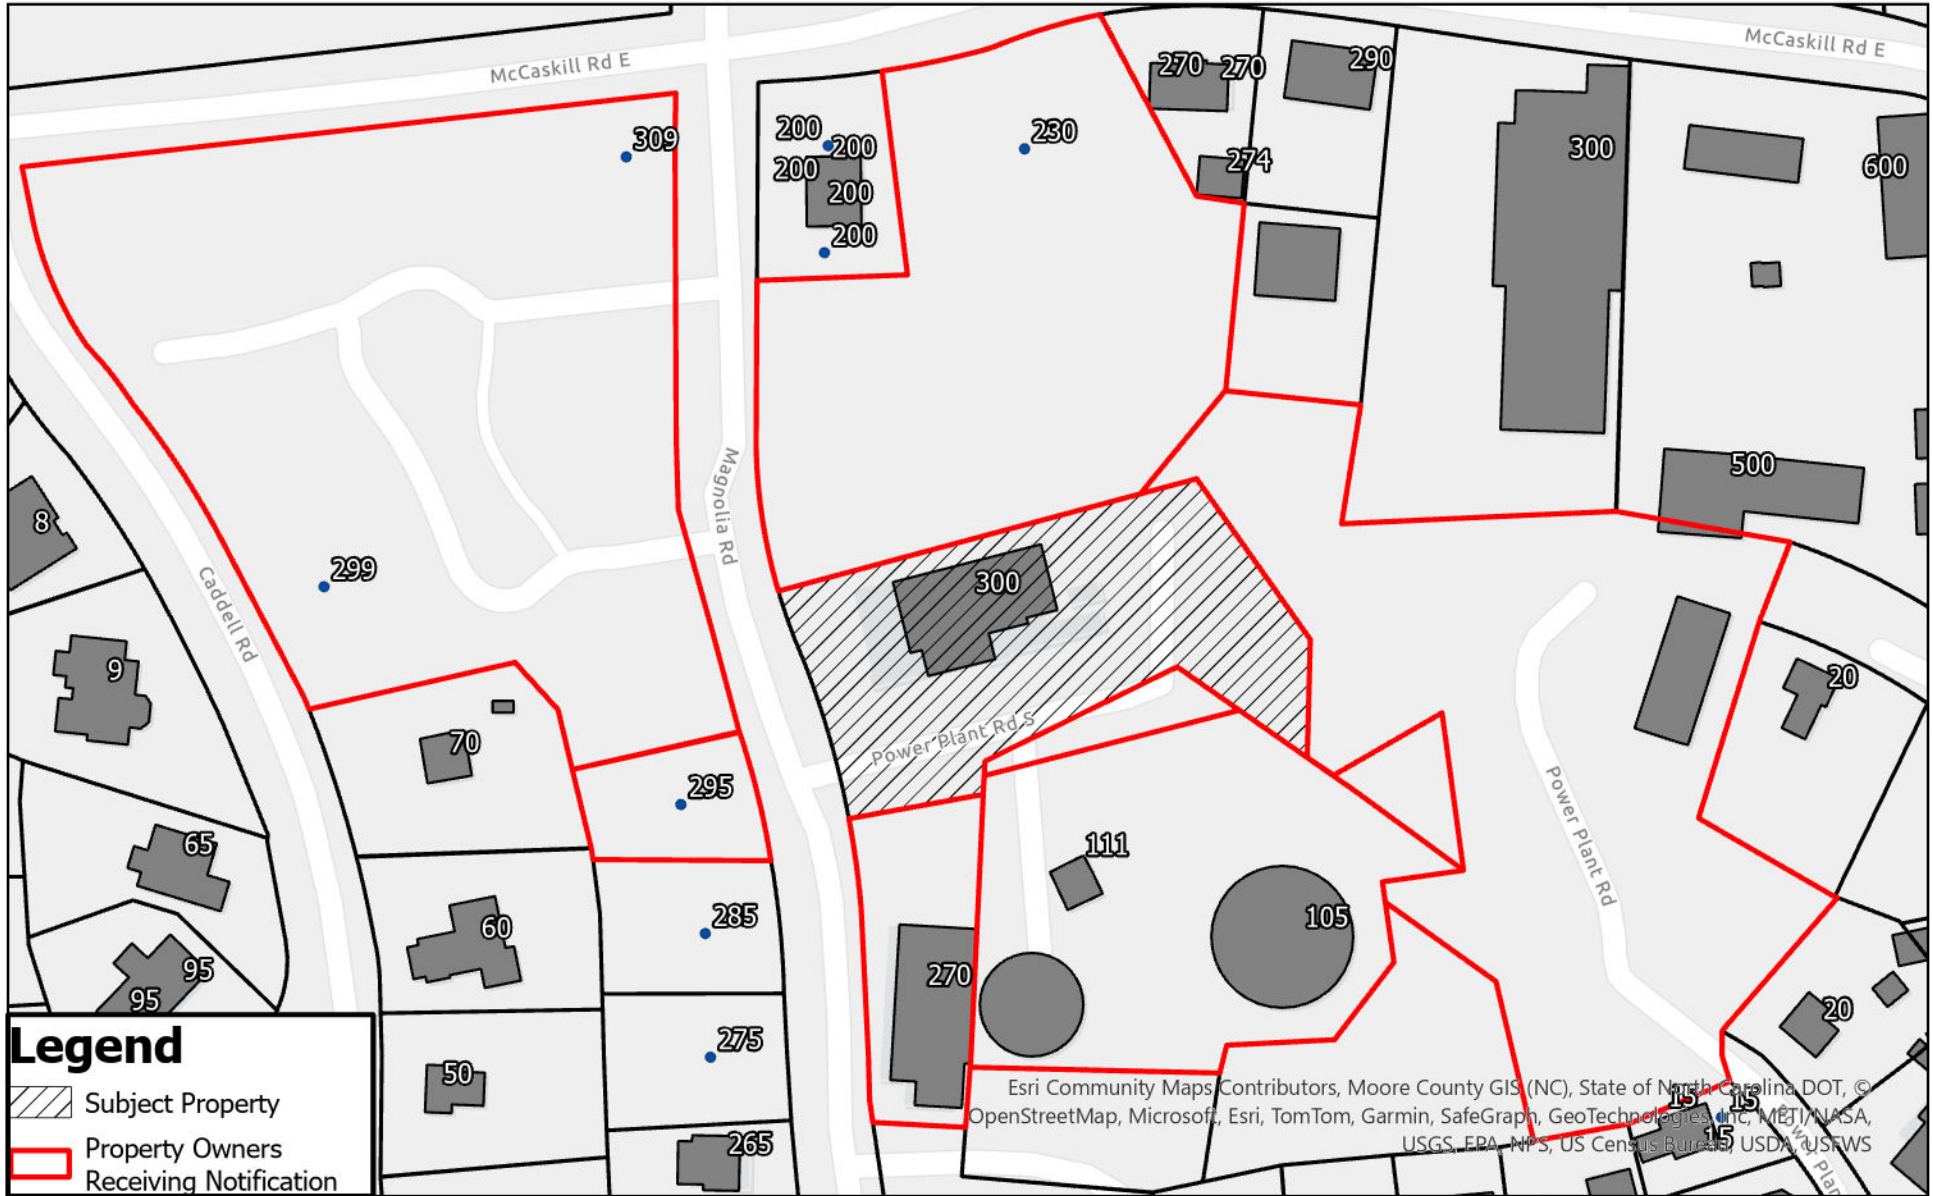 McCaskill Rd E
McCaskill Rd E
270
270
290
309
200
200
200
200
200
230
274
300
600
Magnolia Rd
500
8
299
Caddell Rd
300
9
70
Power Plant Rd S
20
295
Power Plant Rd
65
111
285
60
105
95
95
270
20
275
50
265
15
15
15
Power Plan
Legend
Subject Property
Property Owners
Receiving Notification
Esri Community Maps Contributors, Moore County GIS (NC), State of North Carolina DOT, ©
OpenStreetMap, Microsoft, Esri, TomTom, Garmin, SafeGraph, GeoTechnologies, Inc, METI/NASA,
USGS, EPA, NPS, US Census Bureau, USDA, USFWS